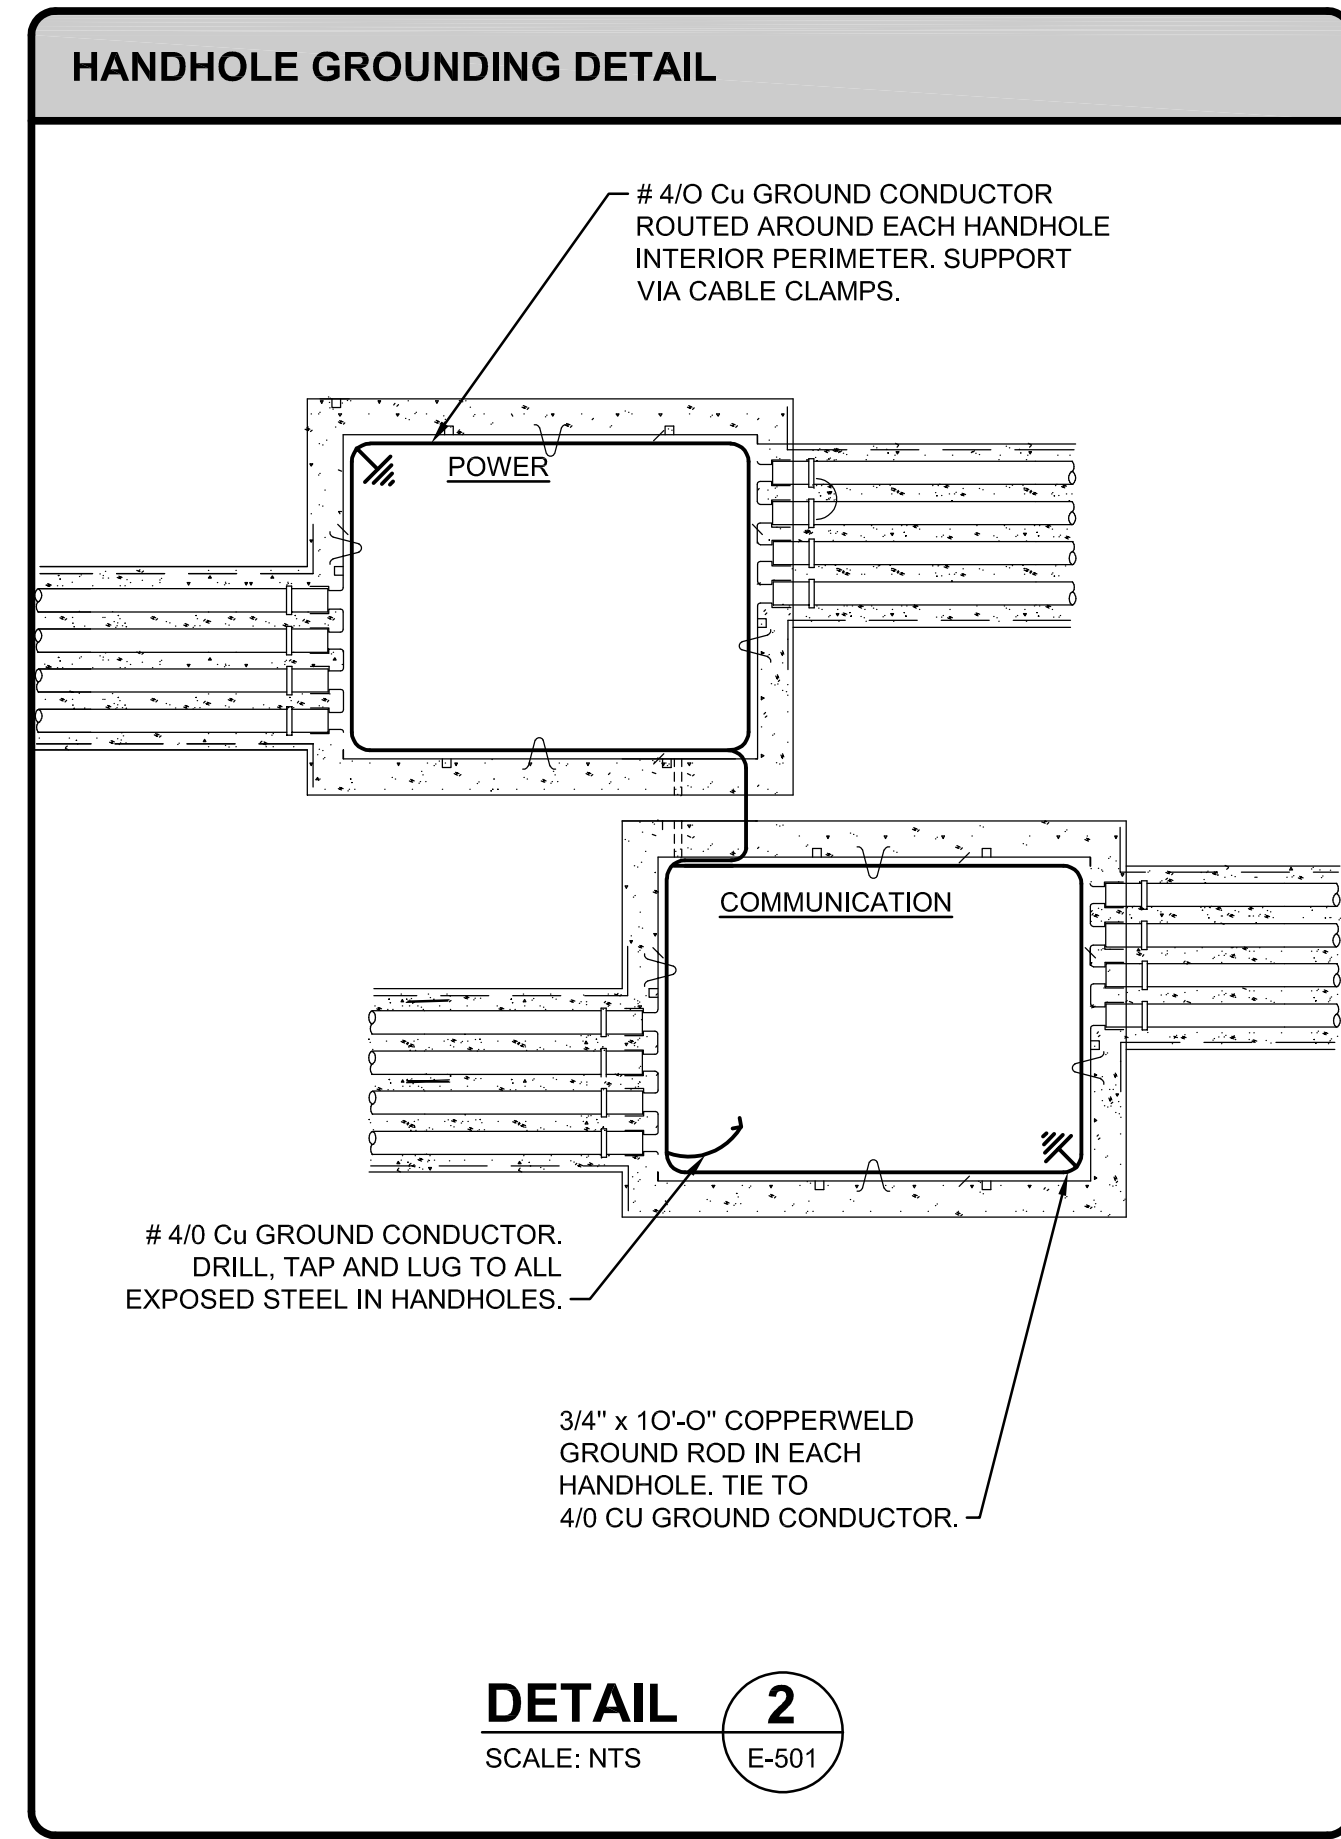 HANDHOLE GROUNDING DETAIL
# 4/O Cu GROUND CONDUCTOR
ROUTED AROUND EACH HANDHOLE
INTERIOR PERIMETER. SUPPORT
VIA CABLE CLAMPS.
POWER
COMMUNICATION
# 4/0 Cu GROUND CONDUCTOR.
DRILL, TAP AND LUG TO ALL
EXPOSED STEEL IN HANDHOLES.
3/4" x 1O'-O" COPPERWELD
GROUND ROD IN EACH
HANDHOLE. TIE TO
4/0 CU GROUND CONDUCTOR.
DETAIL 2
SCALE: NTS E-501